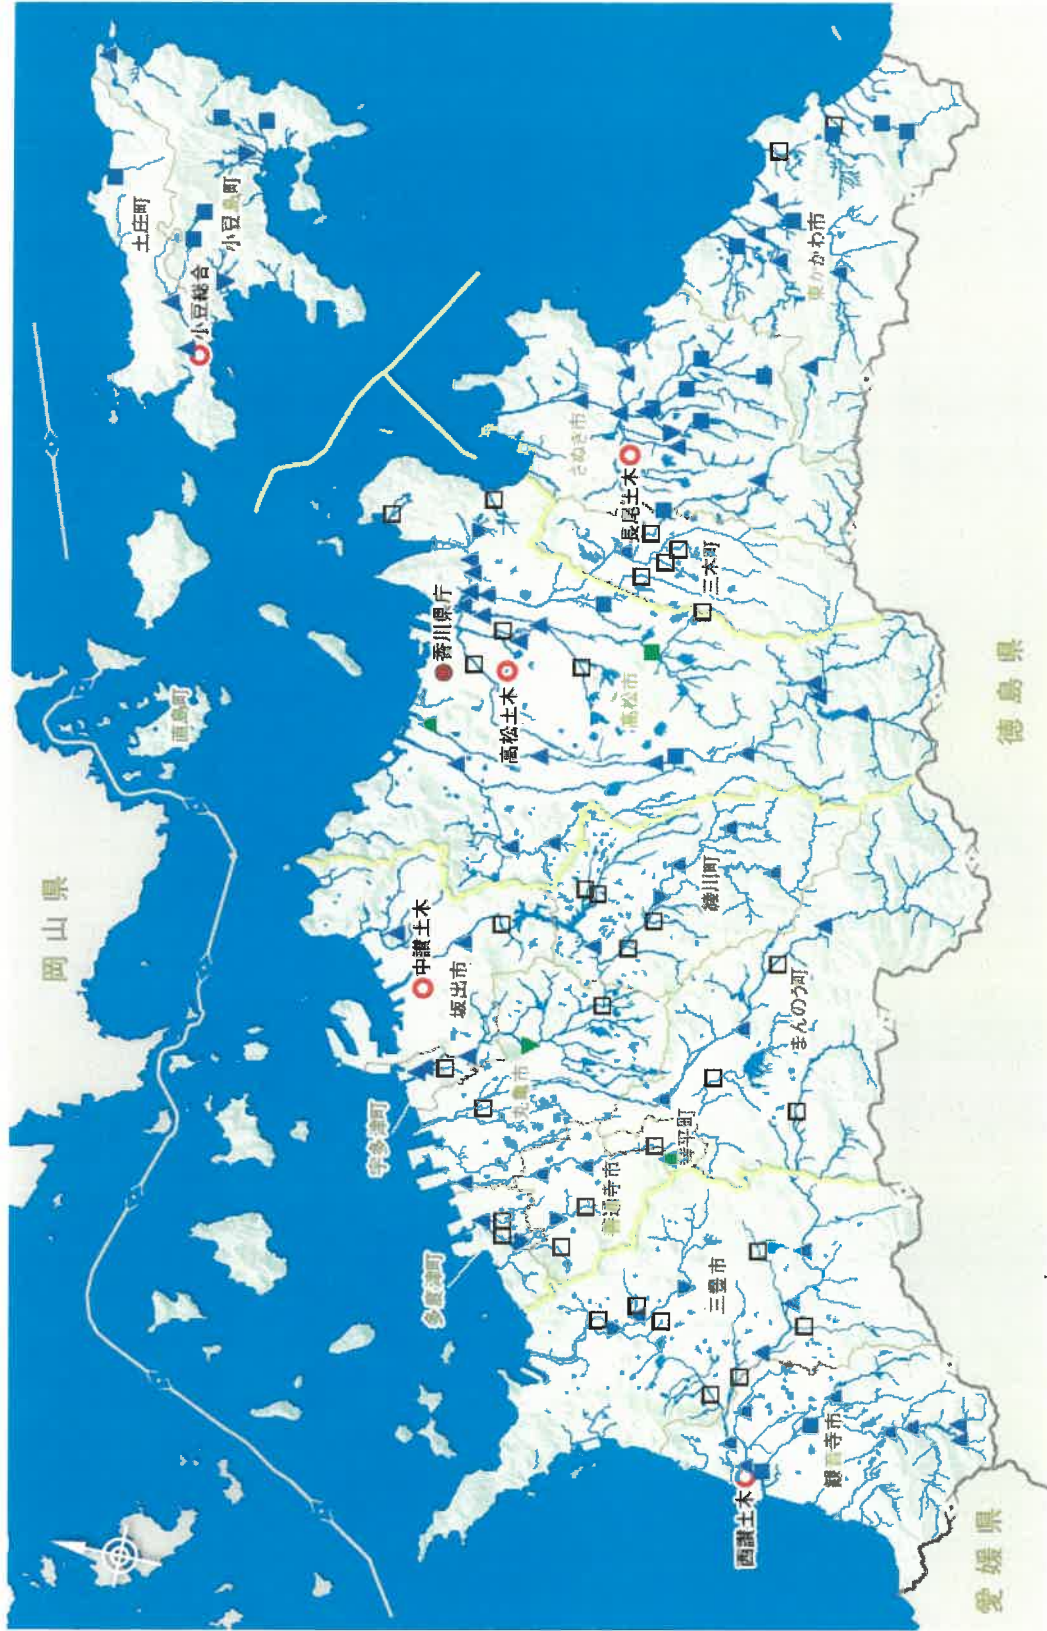 岡山県
土庄町
小豆島町
小豆総合
直島町
香川県庁
高松土木
高松市
さぬき市
長尾土木
三木町
東かがわ市
中讃土木
坂出市
宇多津町
丸亀市
綾川町
まんのう町
多度津町
善通寺市
琴平町
三豊市
西讃土木
観音寺市
愛媛県
徳島県